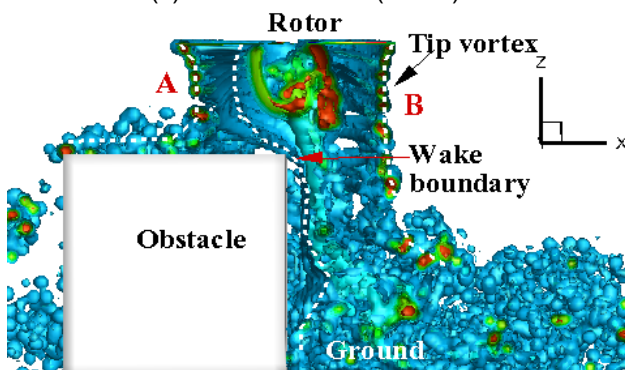 Rotor
Tip vortex
A
B
z
x
Wake
boundary
Obstacle
Ground